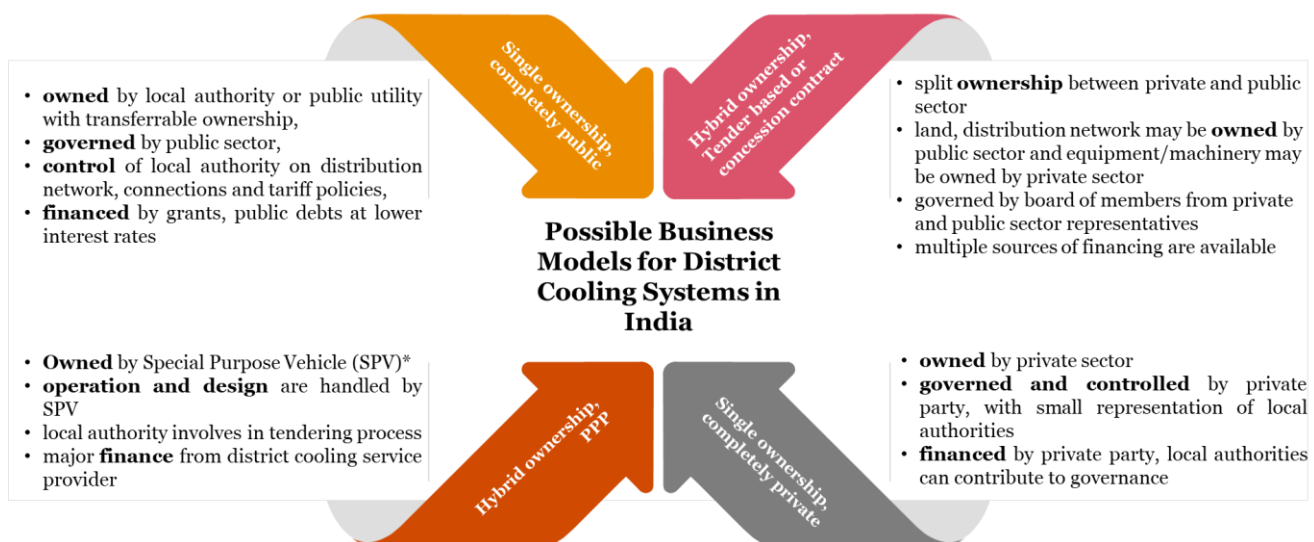 Single ownership,
completely public
• owned by local authority or public utility
with transferrable ownership,
• governed by public sector,
• control of local authority on distribution
network, connections and tariff policies,
• financed by grants, public debts at lower
interest rates
Hybrid ownership,
Tender based or
concession contract
• split ownership between private and public
sector
• land, distribution network may be owned by
public sector and equipment/machinery may
be owned by private sector
• governed by board of members from private
and public sector representatives
• multiple sources of financing are available
Possible Business
Models for District
Cooling Systems in
India
• Owned by Special Purpose Vehicle (SPV)*
• operation and design are handled by
SPV
• local authority involves in tendering process
• major finance from district cooling service
provider
Hybrid ownership,
PPP
Single ownership,
completely private
• owned by private sector
• governed and controlled by private
party, with small representation of local
authorities
• financed by private party, local authorities
can contribute to governance